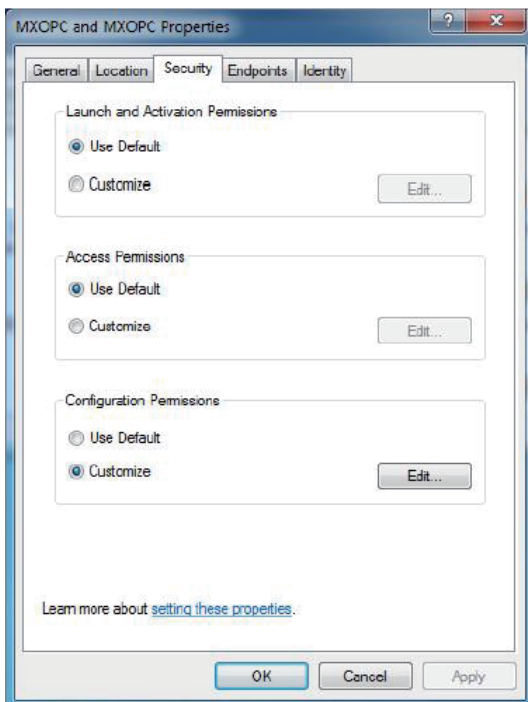 MXOPC and MXOPC Properties
?
General Location Security Endpoints Identity
Launch and Activation Permissions
Use Default
Customize
Edit...
Access Permissions
Use Default
Customize
Edit...
Configuration Permissions
Use Default
Customize
Edit...
Learn more about setting these properties.
OK Cancel Apply